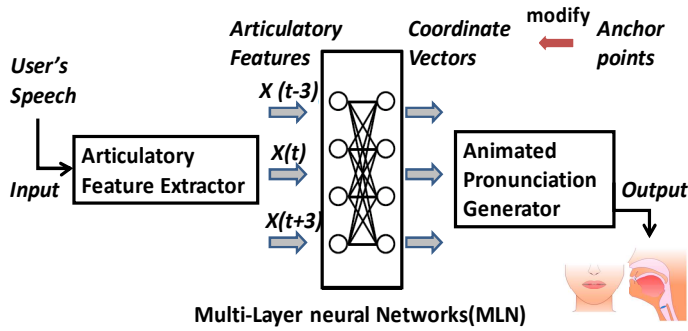 User's
Speech
Input
Articulatory
Feature Extractor
Articulatory
Features
X (t-3)
X(t)
X(t+3)
Coordinate
Vectors
modify
Anchor
points
Animated
Pronunciation
Generator
Output
Multi-Layer neural Networks(MLN)